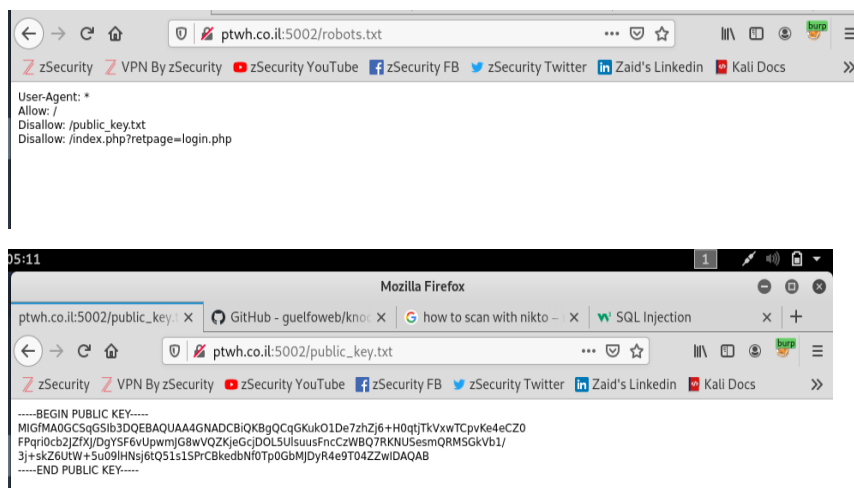 ptwh.co.il:5002/robots.txt
burp
zSecurity VPN By zSecurity zSecurity YouTube zSecurity FB zSecurity Twitter Zaid's Linkedin Kali Docs
User-Agent: *
Allow: /
Disallow: /public_key.txt
Disallow: /index.php?retpage=login.php
05:11
1
Mozilla Firefox
ptwh.co.il:5002/public_key.t GitHub - guelfoweb/knoc how to scan with nikto – SQL Injection
ptwh.co.il:5002/public_key.txt
burp
zSecurity VPN By zSecurity zSecurity YouTube zSecurity FB zSecurity Twitter Zaid's Linkedin Kali Docs
-----BEGIN PUBLIC KEY-----
MIGfMA0GCSqGSIb3DQEBAQUAA4GNADCBiQKBgQCqGKukO1De7zhZj6+H0qtjTkVxwTCpvKe4eCZ0
FPqri0cb2JZfXJ/DgYSF6vUpwmJG8wVQZKjeGcjDOL5UlsuusFncCzWBQ7RKNUSesmQRMSGkVb1/
3j+skZ6UtW+5u09lHNsj6tQ51s1SPrCBkedbNf0Tp0GbMJDyR4e9T04ZZwIDAQAB
-----END PUBLIC KEY-----